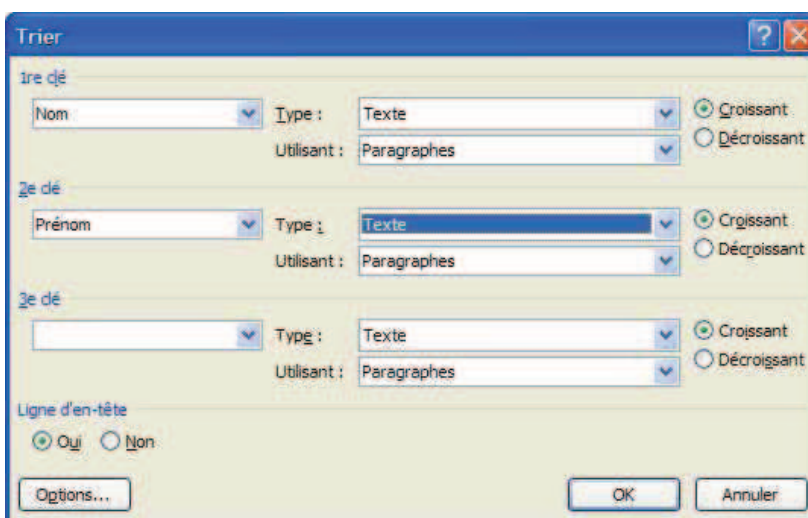 Trier
1re clé
Nom Type : Texte Croissant
Décroissant
Utilisant : Paragraphes
2e clé
Prénom Type : Texte Croissant
Décroissant
Utilisant : Paragraphes
3e clé
Type : Texte Croissant
Décroissant
Utilisant : Paragraphes
Ligne d'en-tête
Oui Non
Options... OK Annuler